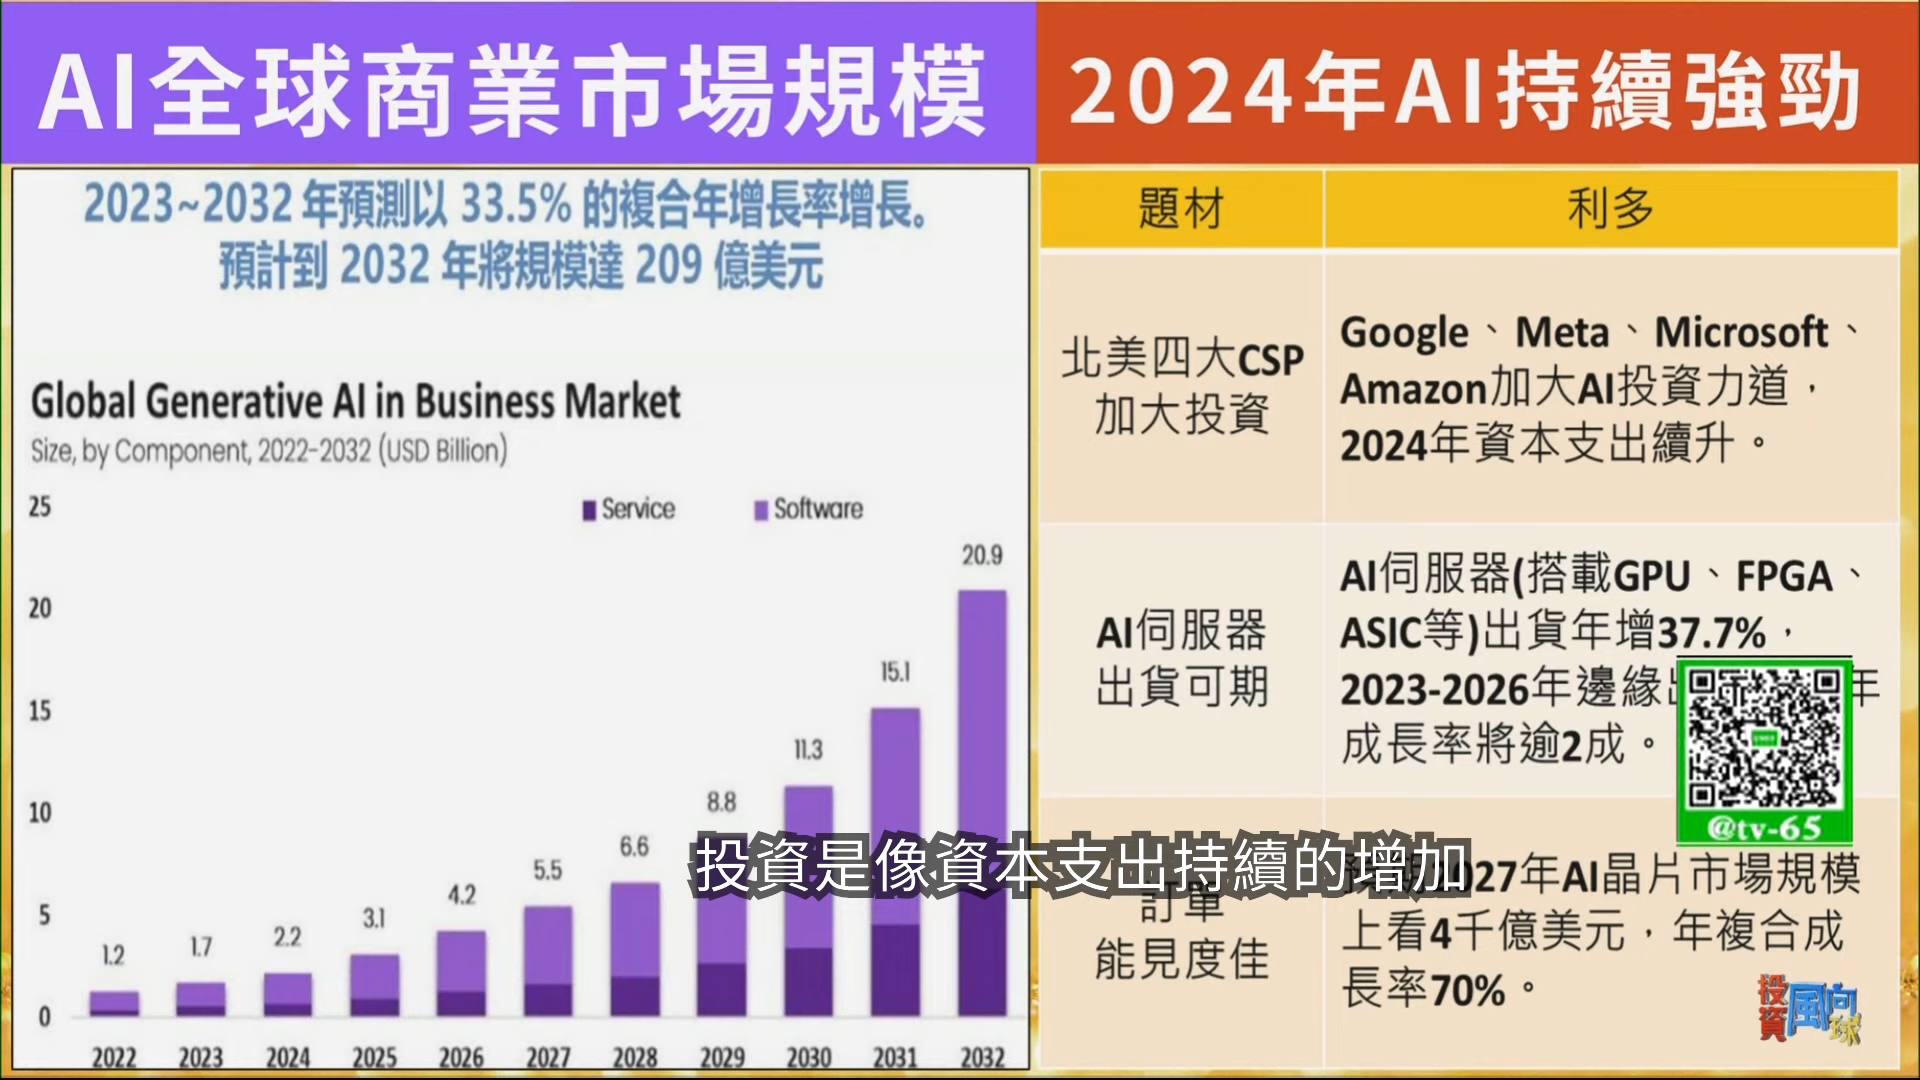 AI全球商業市場規模
2024年AI持續強勁
2023~2032 年預測以 33.5% 的複合年增長率增長。
預計到 2032 年將規模達 209 億美元
Global Generative AI in Business Market
Size, by Component, 2022-2032 (USD Billion)
Service
Software
25
20
15
10
5
0
1.2
1.7
2.2
3.1
4.2
5.5
6.6
8.8
11.3
15.1
20.9
2022
2023
2024
2025
2026
2027
2028
2029
2030
2031
2032
題材
利多
北美四大CSP
加大投資
Google、Meta、Microsoft、
Amazon加大AI投資力道，
2024年資本支出續升。
AI伺服器
出貨可期
AI伺服器(搭載GPU、FPGA、
ASIC等)出貨年增37.7%，
2023-2026年邊緣 年
成長率將逾2成。
訂單
能見度佳
2027年AI晶片市場規模
上看4千億美元，年複合成
長率70%。
@tv-65
投資是像資本支出持續的增加
投資風向球